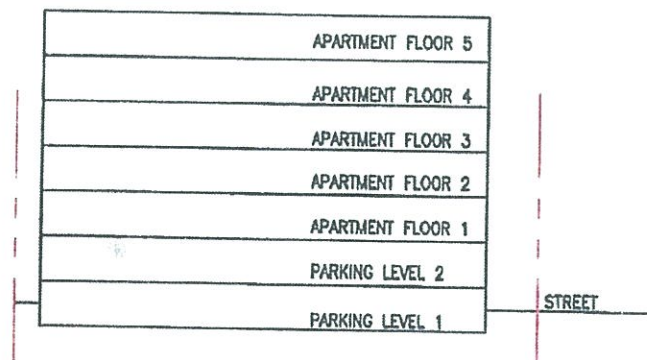 APARTMENT FLOOR 5
APARTMENT FLOOR 4
APARTMENT FLOOR 3
APARTMENT FLOOR 2
APARTMENT FLOOR 1
PARKING LEVEL 2
STREET
PARKING LEVEL 1